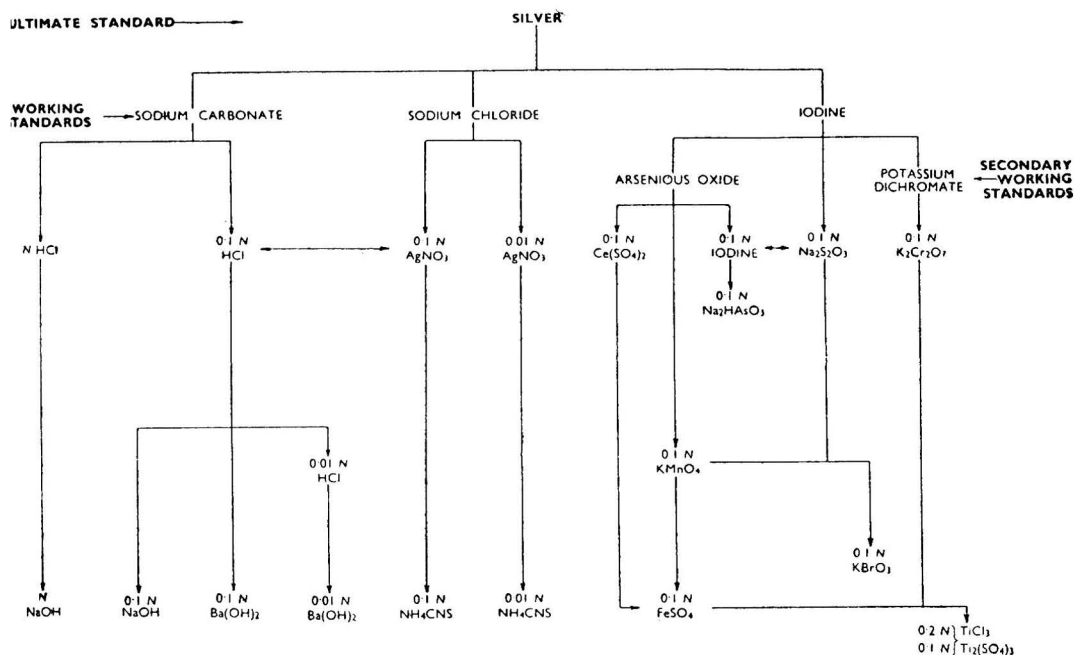 ULTIMATE STANDARD
SILVER
WORKING
STANDARDS
SODIUM CARBONATE
SODIUM CHLORIDE
IODINE
ARSENIOUS OXIDE
POTASSIUM
DICHROMATE
SECONDARY
WORKING
STANDARDS
N HCl
0·1 N
HCl
0·1 N
AgNO3
0·01 N
AgNO3
0·1 N
Ce(SO4)2
0·1 N
IODINE
0·1 N
Na2S2O3
0·1 N
K2Cr2O7
0·1 N
Na2HAsO3
0·01 N
HCl
0·1 N
KMnO4
0·1 N
KBrO3
N
NaOH
0·1 N
NaOH
0·1 N
Ba(OH)2
0·01 N
Ba(OH)2
0·1 N
NH4CNS
0·01 N
NH4CNS
0·1 N
FeSO4
0·2 N } TiCl3
0·1 N } Ti2(SO4)3